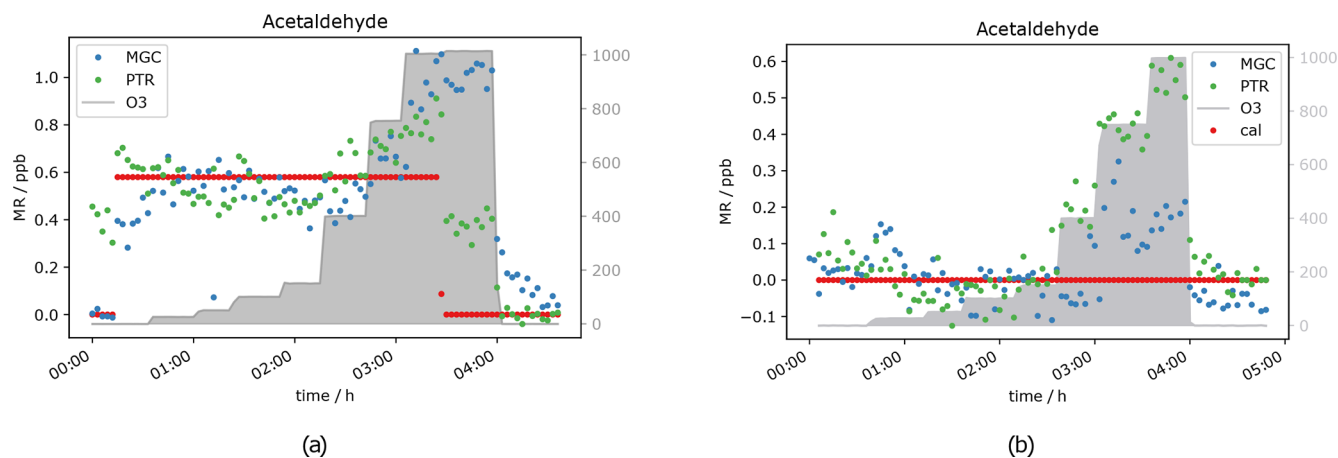 Acetaldehyde
MGC
PTR
O3
1.0
0.8
0.6
0.4
0.2
0.0
MR / ppb
1000
800
600
400
200
0
00:00
01:00
02:00
03:00
04:00
time / h
(a)
Acetaldehyde
MGC
PTR
O3
cal
0.6
0.5
0.4
0.3
0.2
0.1
0.0
−0.1
MR / ppb
1000
800
600
400
200
0
00:00
01:00
02:00
03:00
04:00
05:00
time / h
(b)